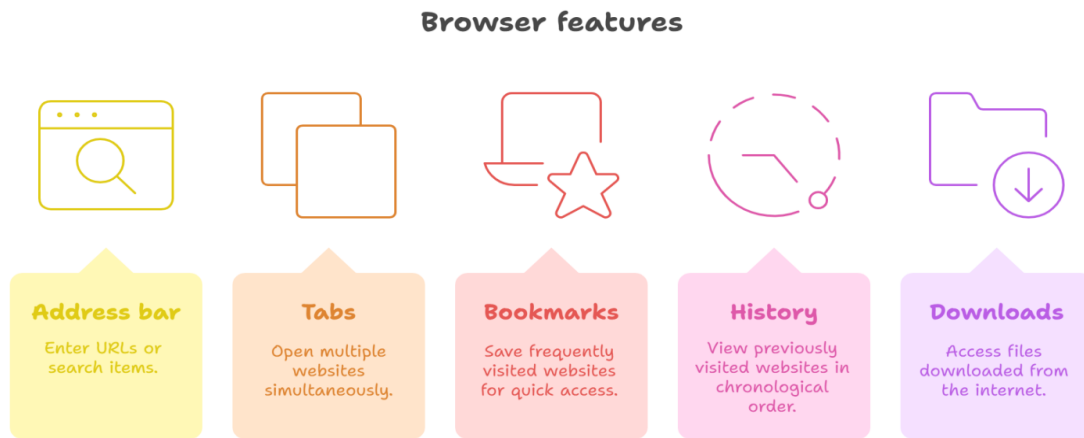 Browser features
Address bar
Enter URLs or
search items.
Tabs
Open multiple
websites
simultaneously.
Bookmarks
Save frequently
visited websites
for quick access.
History
View previously
visited websites in
chronological
order.
Downloads
Access files
downloaded from
the internet.